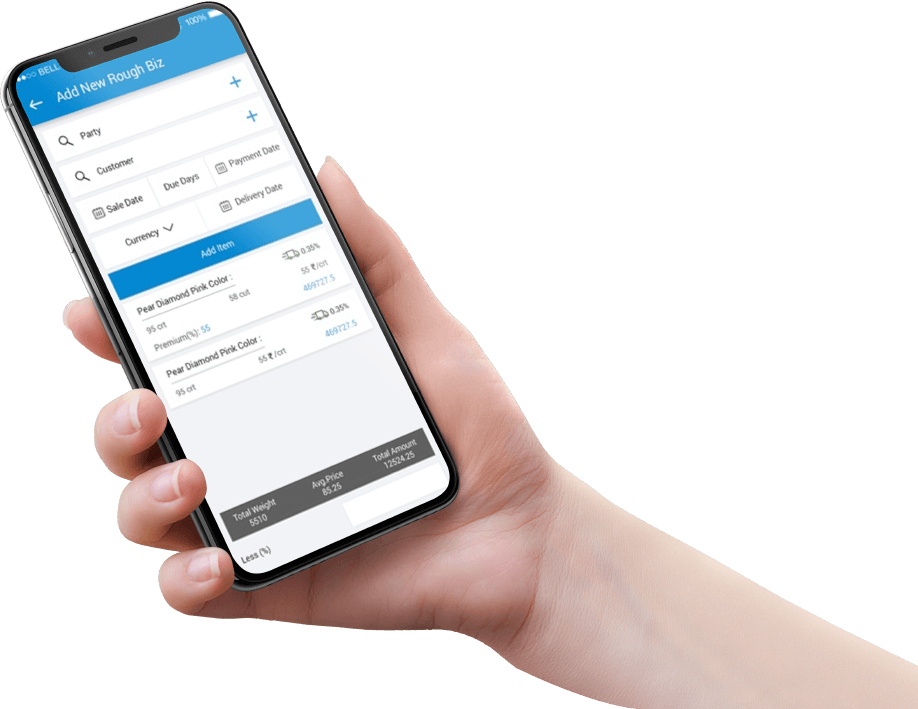 BELL 100%
Add New Rough Biz
Party
Customer
Sale Date Due Days Payment Date
Currency Delivery Date
Add Item
Pear Diamond Pink Color : 0.35%
95 crt 58 cut 55 ₹/crt
Premium(%): 55 469727.5
Pear Diamond Pink Color : 0.35%
95 crt 55 ₹/crt 469727.5
Total Weight Avg.Price Total Amount
5510 85.25 12524.25
Less (%)